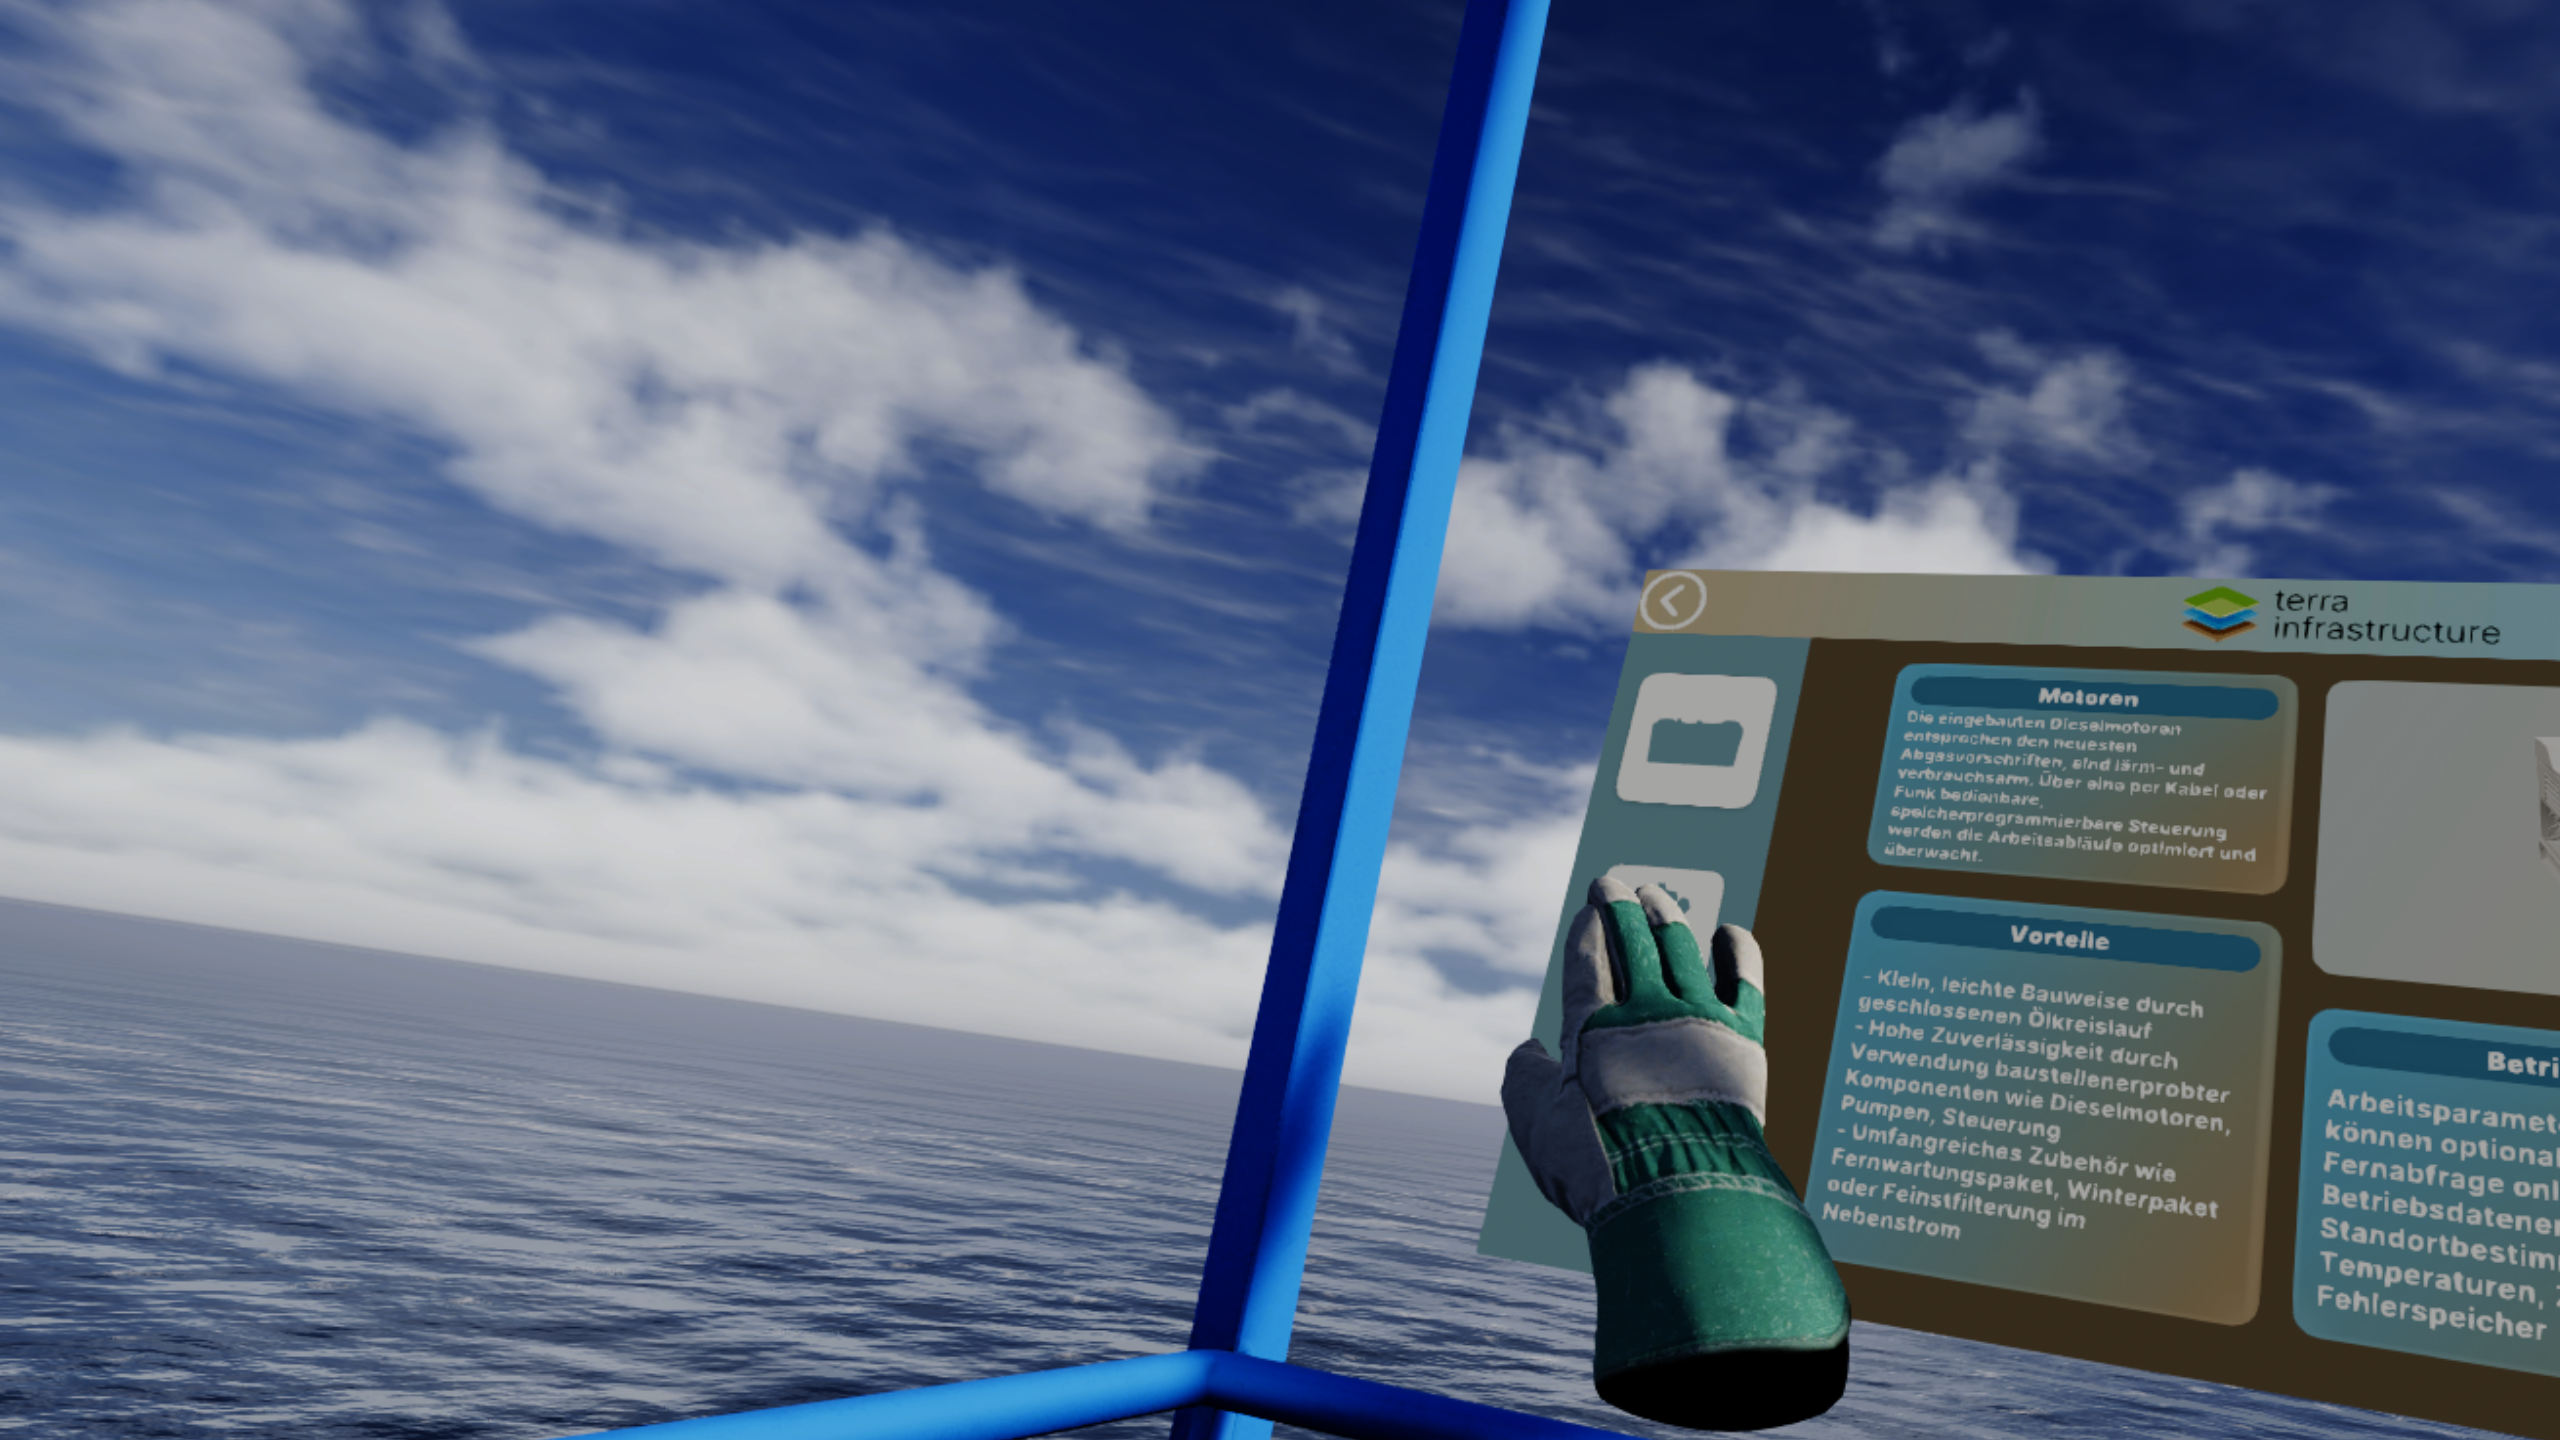 terra
infrastructure
Motoren
Die eingebauten Dieselmotoren
entsprechen den neuesten
Abgasvorschriften, sind lärm- und
verbrauchsarm. Über eine per Kabel oder
Funk bedienbare,
speicherprogrammierbare Steuerung
werden die Arbeitsabläufe optimiert und
überwacht.
Vorteile
- Klein, leichte Bauweise durch
geschlossenen Ölkreislauf
- Hohe Zuverlässigkeit durch
Verwendung baustellenerprobter
Komponenten wie Dieselmotoren,
Pumpen, Steuerung
- Umfangreiches Zubehör wie
Fernwartungspaket, Winterpaket
oder Feinstfilterung im
Nebenstrom
Betri
Arbeitsparamet
können optional
Fernabfrage onl
Betriebsdatene
Standortbestim
Temperaturen,
Fehlerspeicher